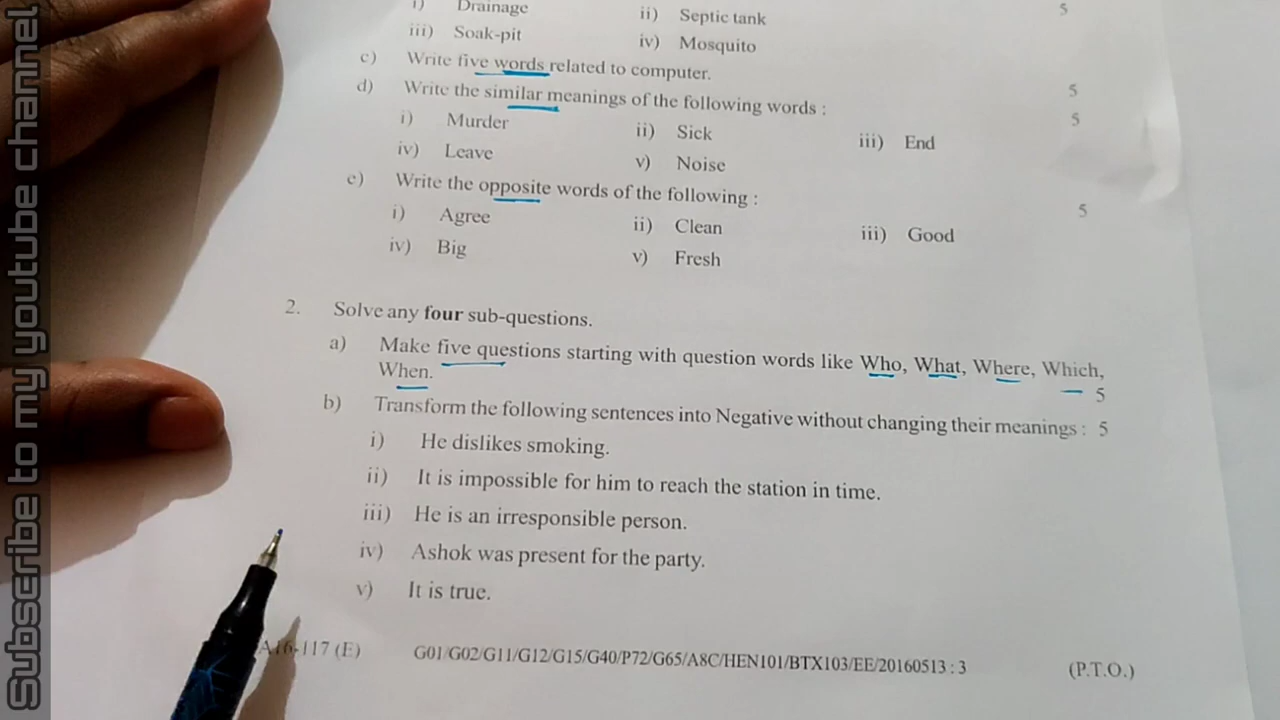 Subscribe to my youtube channel
i) Drainage ii) Septic tank 5
iii) Soak-pit iv) Mosquito
c) Write five words related to computer. 5
d) Write the similar meanings of the following words : 5
i) Murder ii) Sick iii) End
iv) Leave v) Noise
e) Write the opposite words of the following : 5
i) Agree ii) Clean iii) Good
iv) Big v) Fresh
2. Solve any four sub-questions.
a) Make five questions starting with question words like Who, What, Where, Which,
When. 5
b) Transform the following sentences into Negative without changing their meanings : 5
i) He dislikes smoking.
ii) It is impossible for him to reach the station in time.
iii) He is an irresponsible person.
iv) Ashok was present for the party.
v) It is true.
A16-117 (E) G01/G02/G11/G12/G15/G40/P72/G65/A8C/HEN101/BTX103/EE/20160513 : 3 (P.T.O.)